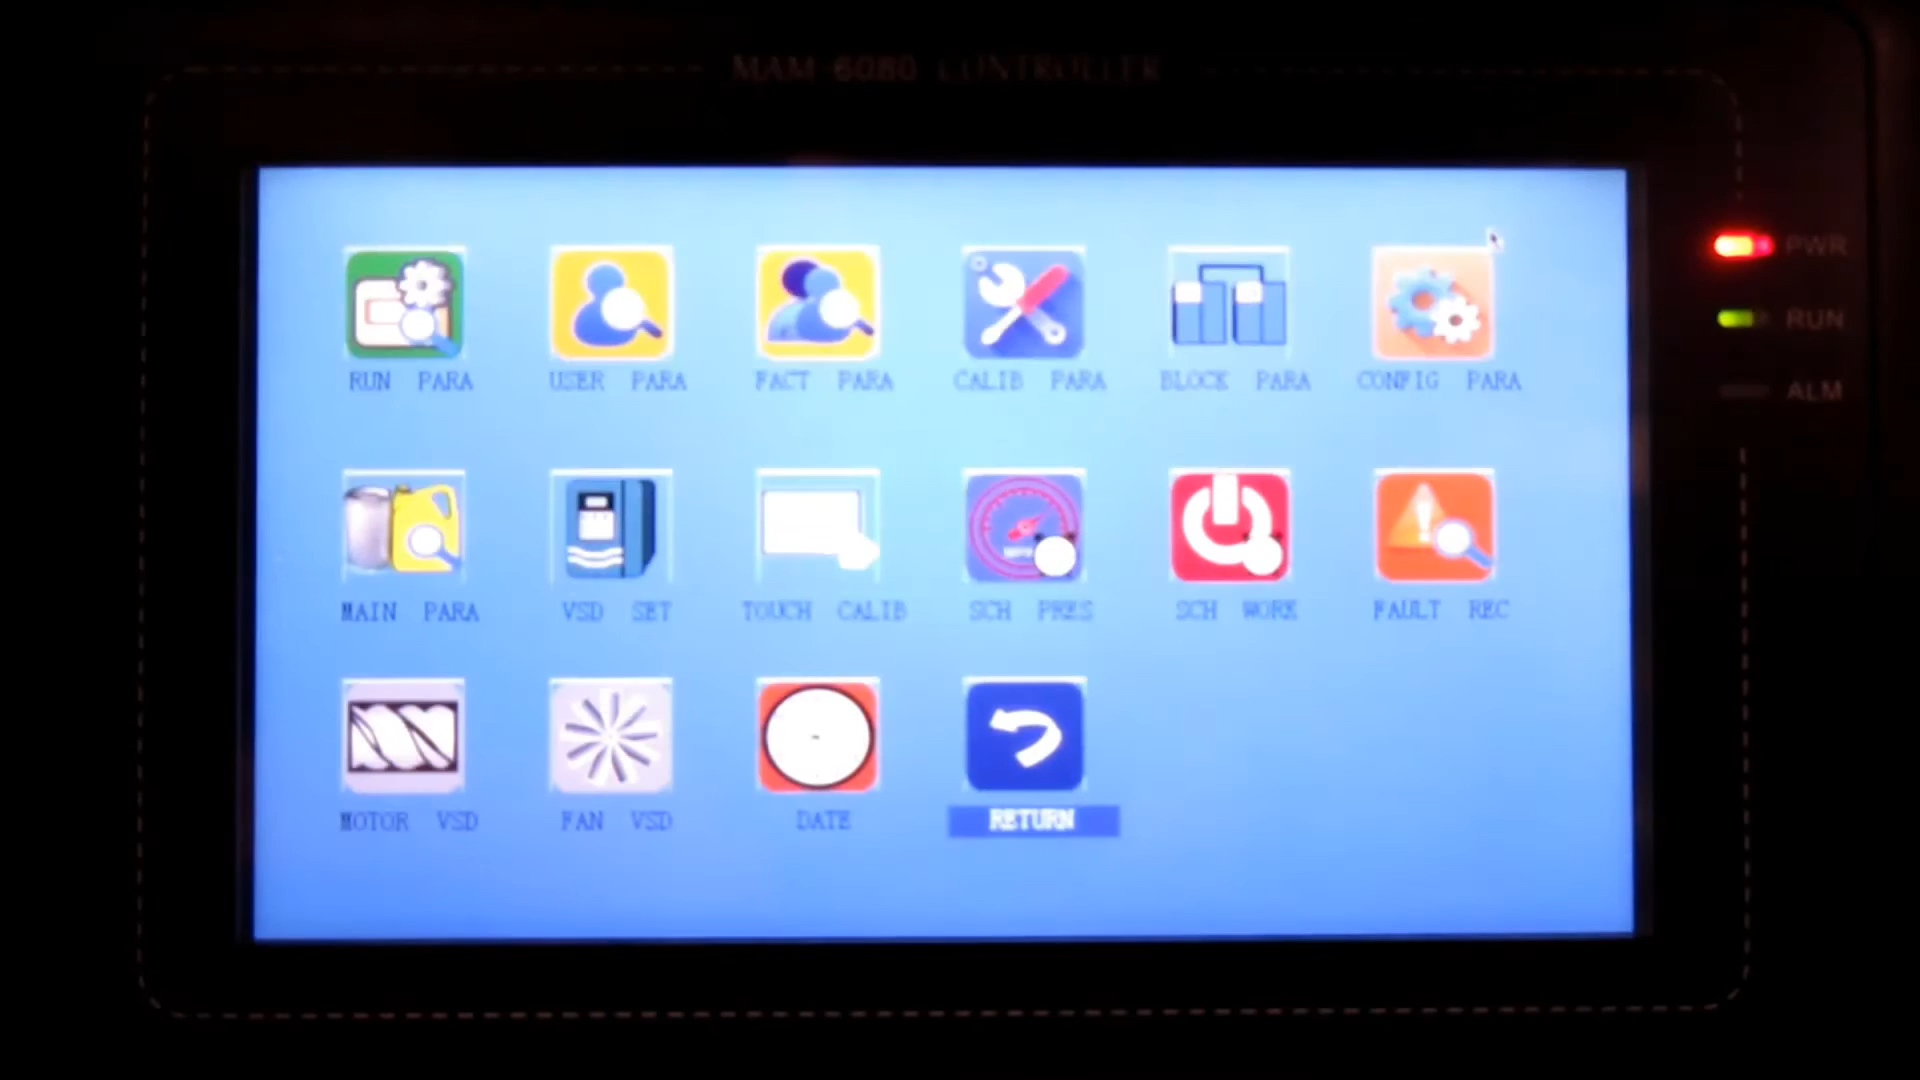 MAM 6080 CONTROLLER
PWR
RUN
ALM
RUN PARA USER PARA FACT PARA CALIB PARA BLOCK PARA CONFIG PARA
MAIN PARA VSD SET TOUCH CALIB SCH PRES SCH WORK FAULT REC
MOTOR VSD FAN VSD DATE RETURN